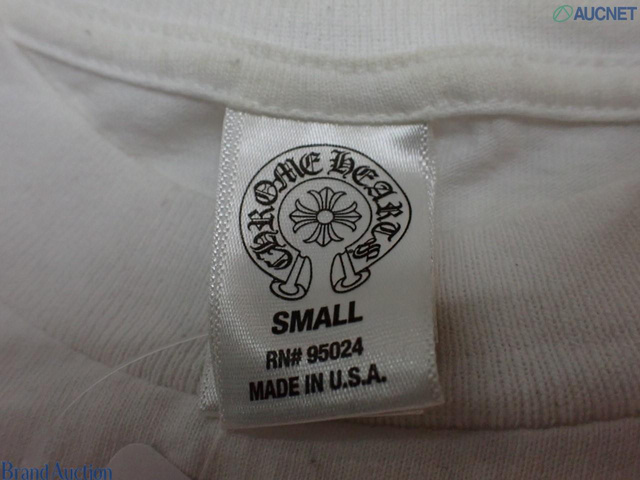 AUCNET
CHROME HEARTS
SMALL
RN# 95024
MADE IN U.S.A.
Brand Auction